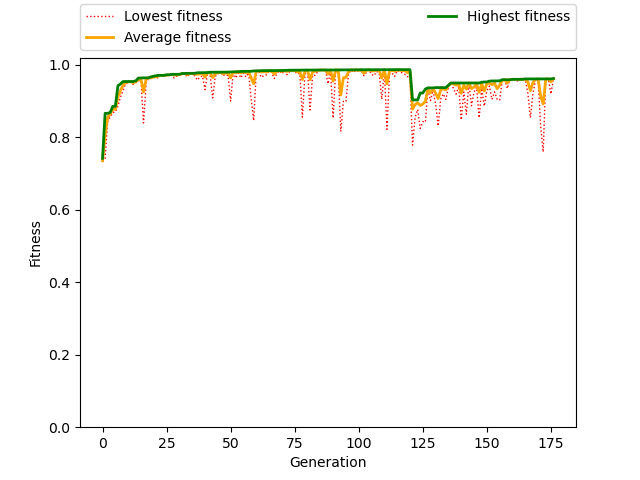 Lowest fitness
Average fitness
Highest fitness
1.0
0.8
0.6
0.4
0.2
0.0
Fitness
0 25 50 75 100 125 150 175
Generation